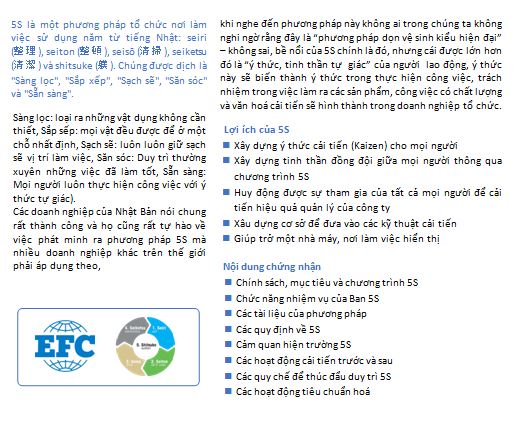 5S là một phương pháp tổ chức nơi làm
việc sử dụng năm từ tiếng Nhật: seiri
(整理), seiton (整頓), seisō (清掃), seiketsu
(清潔) và shitsuke (躾). Chúng được dịch là
"Sàng lọc", "Sắp xếp", "Sạch sẽ", "Săn sóc"
và "Sẵn sàng".
Sàng lọc: loại ra những vật dụng không cần
thiết, Sắp sếp: mọi vật đều được để ở một
chỗ nhất định, Sạch sẽ: luôn luôn giữ sạch
sẽ vị trí làm việc, Săn sóc: Duy trì thường
xuyên những việc đã làm tốt, Sẵn sàng:
Mọi người luôn thực hiện công việc với ý
thức tự giác).
Các doanh nghiệp của Nhật Bản nói chung
rất thành công và họ cũng rất tự hào về
việc phát minh ra phương pháp 5S mà
nhiều doanh nghiệp khác trên thế giới
phải áp dụng theo,
EFC
khi nghe đến phương pháp này không ai trong chúng ta không
nghi ngờ rằng đây là "phương pháp dọn vệ sinh kiểu hiện đại"
– không sai, bề nổi của 5S chính là đó, nhưng cái được lớn hơn
đó là "ý thức, tinh thần tự giác" của người lao động, ý thức
này sẽ biến thành ý thức trong thực hiện công việc, trách
nhiệm trong việc làm ra các sản phẩm, công việc có chất lượng
và văn hoá cải tiến sẽ hình thành trong doanh nghiệp tổ chức.
Lợi ích của 5S
Xây dựng ý thức cải tiến (Kaizen) cho mọi người
Xây dựng tinh thần đồng đội giữa mọi người thông qua
chương trình 5S
Huy động được sự tham gia của tất cả mọi người để cải
tiến hiệu quả quản lý của công ty
Xâu dựng cơ sở để đưa vào các kỹ thuật cải tiến
Giúp trở một nhà máy, nơi làm việc hiển thị
Nội dung chứng nhận
Chính sách, mục tiêu và chương trình 5S
Chức năng nhiệm vụ của Ban 5S
Các tài liệu của phương pháp
Các quy định về 5S
Cảm quan hiện trường 5S
Các hoạt động cải tiến trước và sau
Các quy chế để thúc đẩu duy trì 5S
Các hoạt động tiêu chuẩn hoá